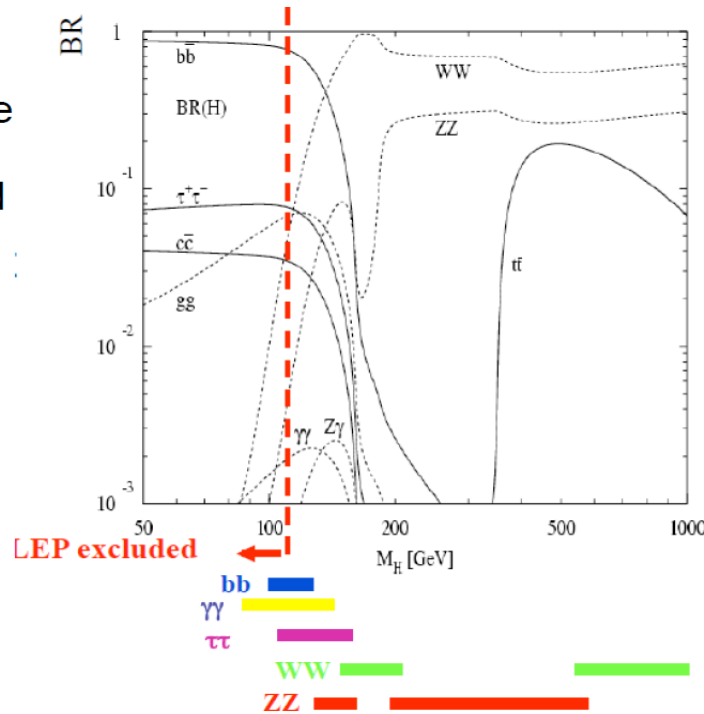 BR
1
bb̄
WW
e
BR(H)
ZZ
10⁻¹
τ⁺τ⁻
cc̄
tt̄
gg
10⁻²
γγ
Zγ
10⁻³
50
100
200
500
1000
LEP excluded
M_H [GeV]
bb
γγ
ττ
WW
ZZ